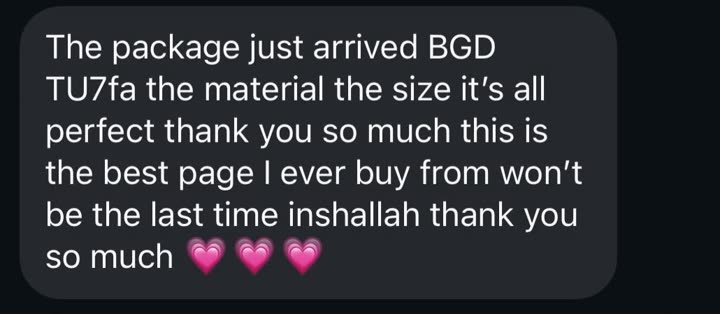 The package just arrived BGD
TU7fa the material the size it’s all
perfect thank you so much this is
the best page I ever buy from won’t
be the last time inshallah thank you
so much 💗 💗 💗